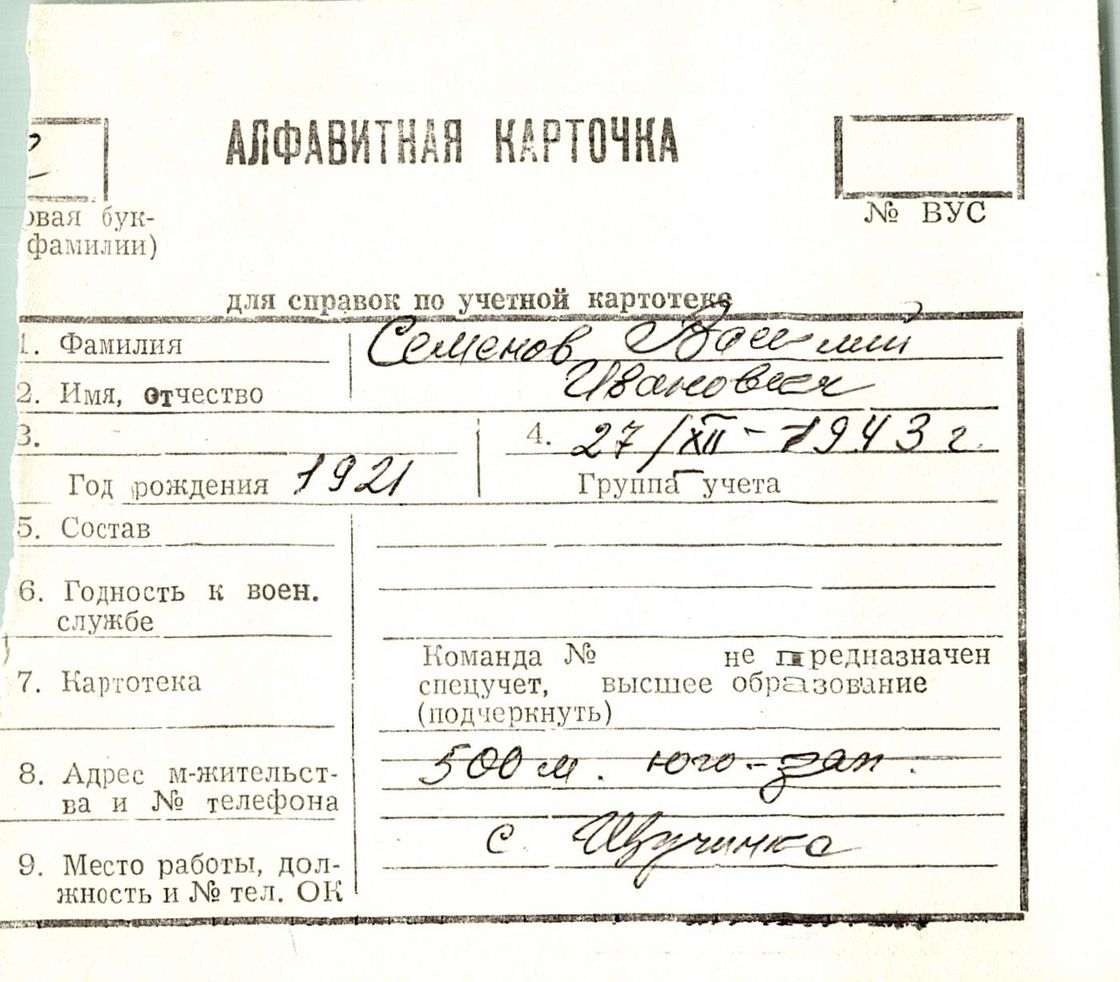 АЛФАВИТНАЯ КАРТОЧКА
овая бук-
фамилии)
№ ВУС
для справок по учетной картотеке
1. Фамилия
Семенов Василий
2. Имя, отчество
Иванович
3.
4. 27/XII - 1943 г.
Год рождения 1921
Группа учета
5. Состав
6. Годность к воен.
службе
7. Картотека
Команда № не предназначен
спецучет, высшее образование
(подчеркнуть)
8. Адрес м-жительст-
ва и № телефона
500 м. юго-зап.
с.
9. Место работы, дол-
жность и № тел. ОК